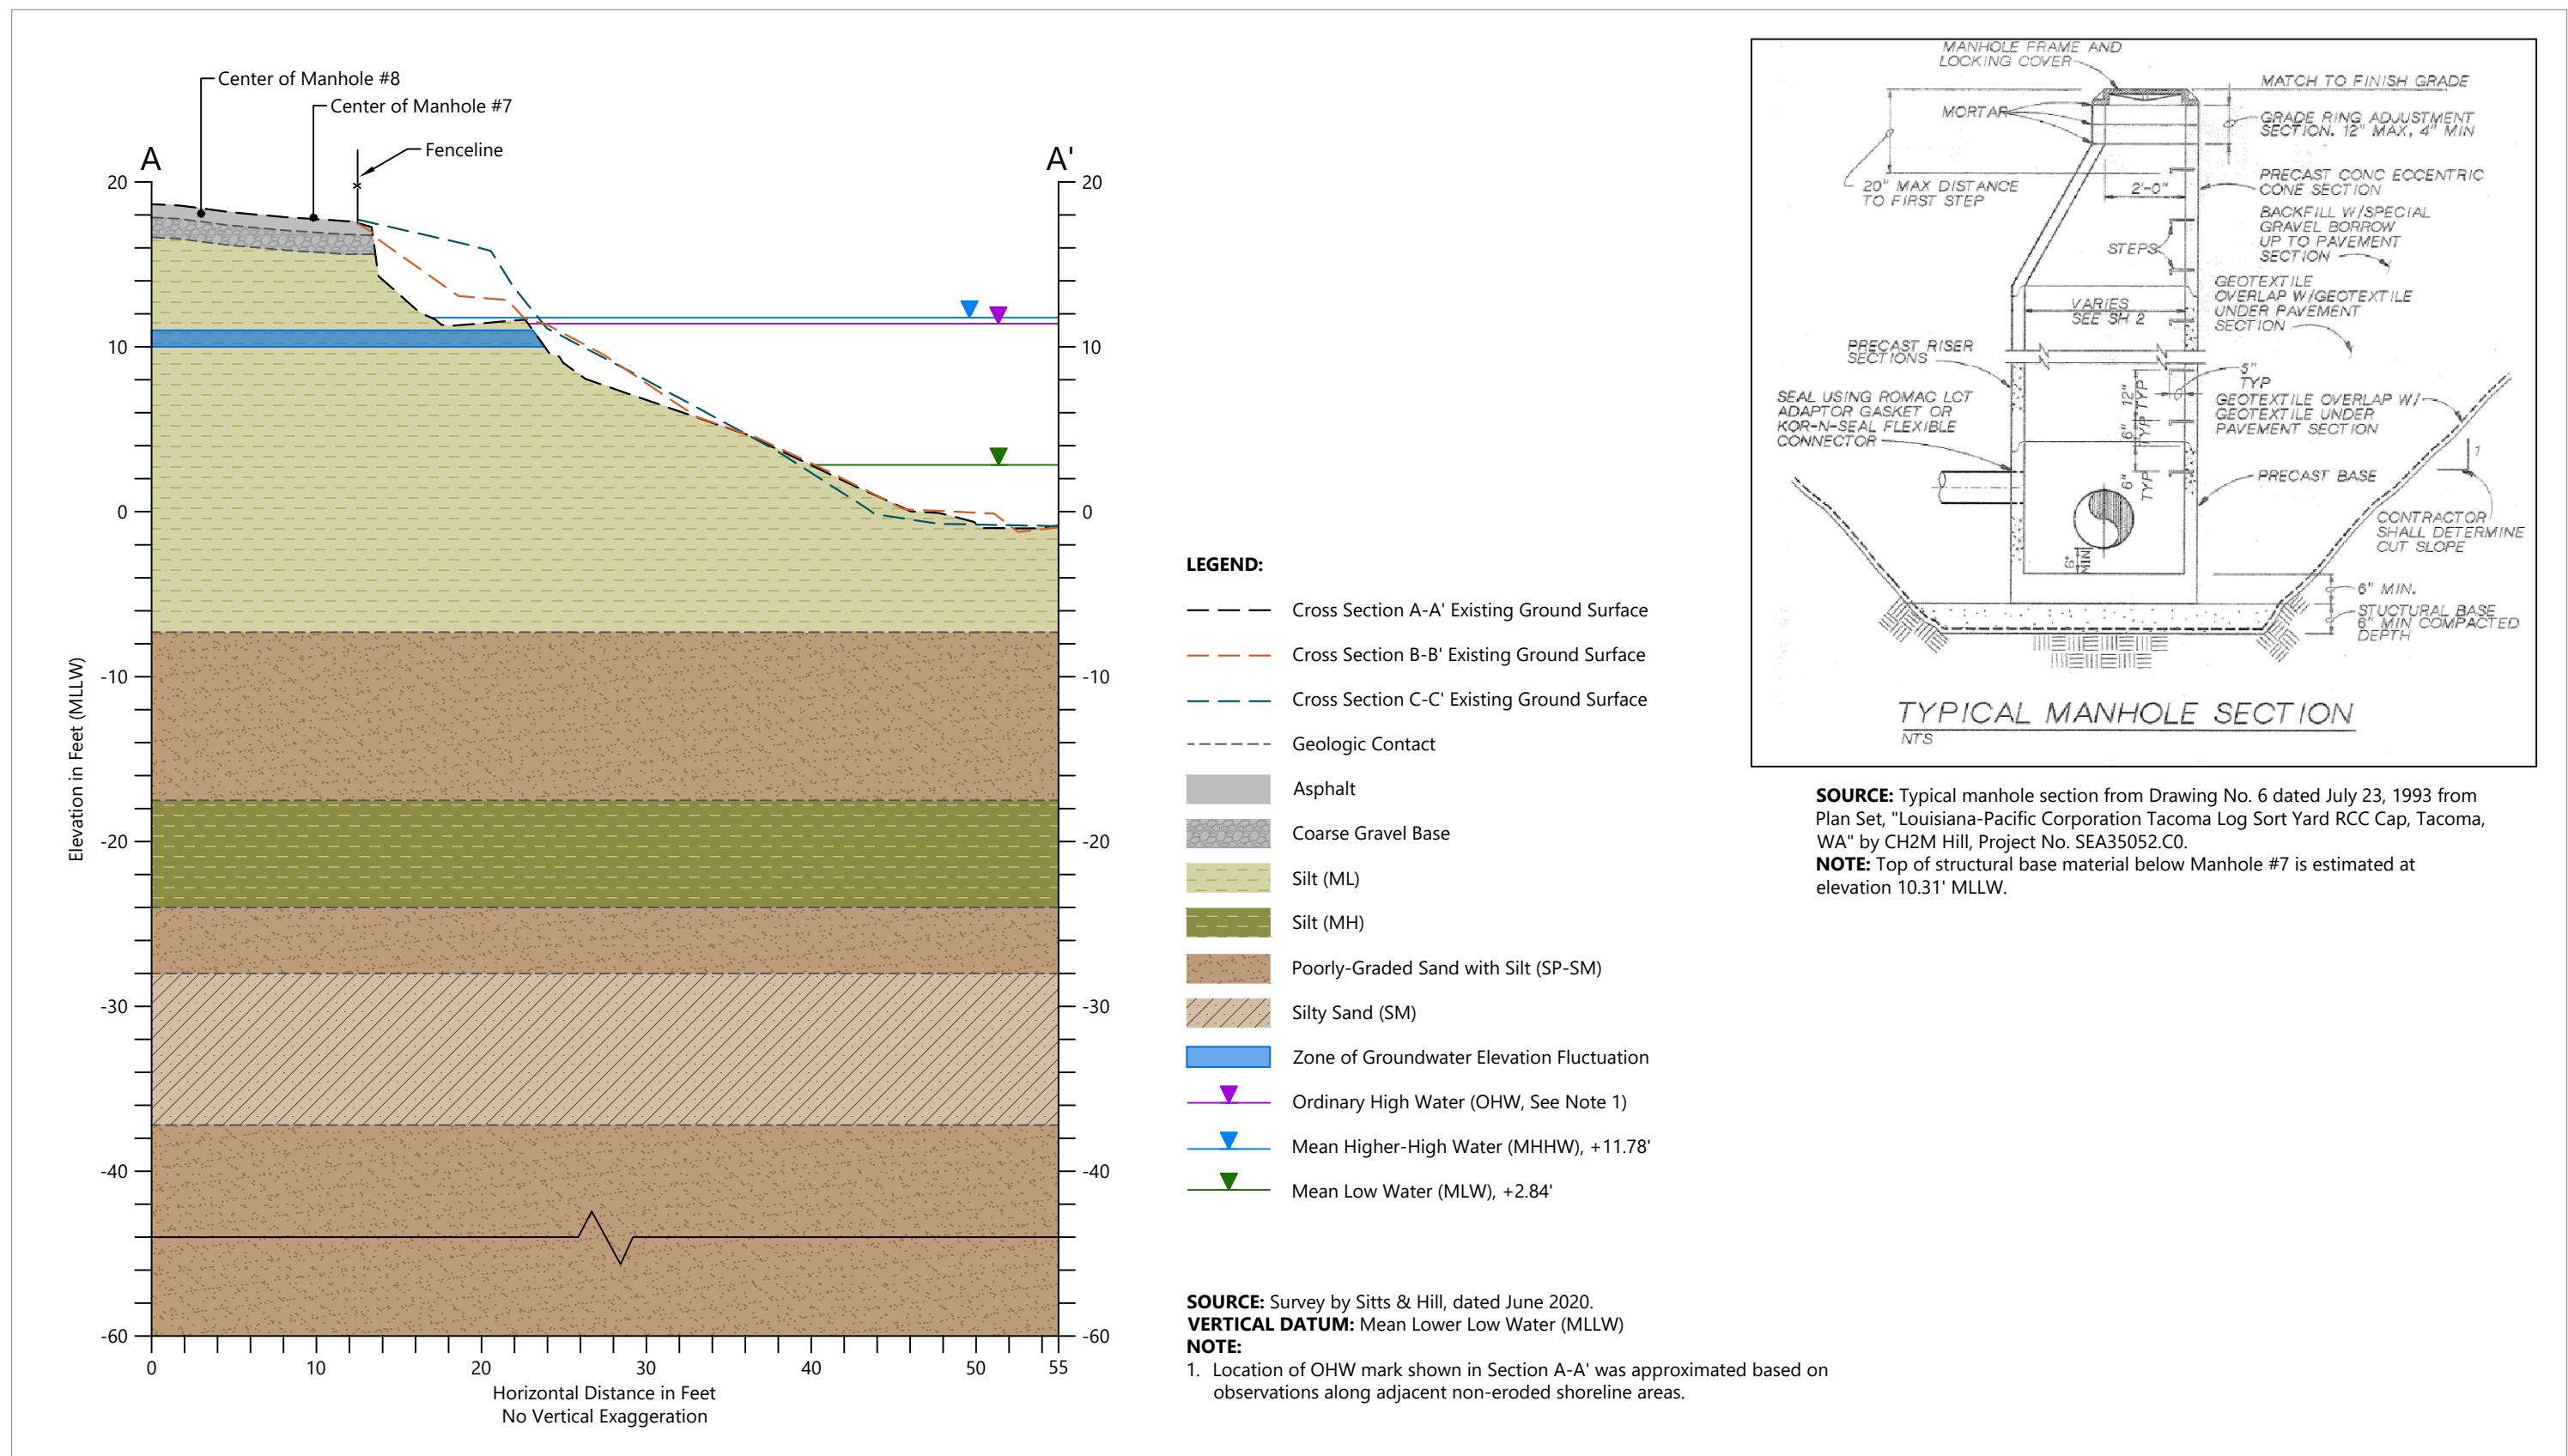 Center of Manhole #8
Center of Manhole #7
Fenceline
A
A'
20
10
0
-10
-20
-30
-40
-60
20
10
0
-10
-20
-30
-40
-60
Elevation in Feet (MLLW)
0
10
20
30
40
50
55
Horizontal Distance in Feet
No Vertical Exaggeration
LEGEND:
Cross Section A-A' Existing Ground Surface
Cross Section B-B' Existing Ground Surface
Cross Section C-C' Existing Ground Surface
Geologic Contact
Asphalt
Coarse Gravel Base
Silt (ML)
Silt (MH)
Poorly-Graded Sand with Silt (SP-SM)
Silty Sand (SM)
Zone of Groundwater Elevation Fluctuation
Ordinary High Water (OHW, See Note 1)
Mean Higher-High Water (MHHW), +11.78'
Mean Low Water (MLW), +2.84'
SOURCE: Survey by Sitts & Hill, dated June 2020.
VERTICAL DATUM: Mean Lower Low Water (MLLW)
NOTE:
1. Location of OHW mark shown in Section A-A' was approximated based on
observations along adjacent non-eroded shoreline areas.
MANHOLE FRAME AND
LOCKING COVER
MATCH TO FINISH GRADE
MORTAR
GRADE RING ADJUSTMENT
SECTION. 12" MAX, 4" MIN
20" MAX DISTANCE
TO FIRST STEP
2'-0"
PRECAST CONC ECCENTRIC
CONE SECTION
BACKFILL W/SPECIAL
GRAVEL BORROW
UP TO PAVEMENT
SECTION
STEPS
GEOTEXTILE
OVERLAP W/GEOTEXTILE
UNDER PAVEMENT
SECTION
VARIES
SEE SH 2
PRECAST RISER
SECTIONS
5"
TYP
12"
TYP
6"
TYP
6"
TYP
SEAL USING ROMAC LCT
ADAPTOR GASKET OR
KOR-N-SEAL FLEXIBLE
CONNECTOR
GEOTEXTILE OVERLAP W/
GEOTEXTILE UNDER
PAVEMENT SECTION
1
PRECAST BASE
CONTRACTOR
SHALL DETERMINE
CUT SLOPE
6"
MIN
6" MIN.
STUCTURAL BASE
6" MIN COMPACTED
DEPTH
TYPICAL MANHOLE SECTION
NTS
SOURCE: Typical manhole section from Drawing No. 6 dated July 23, 1993 from
Plan Set, "Louisiana-Pacific Corporation Tacoma Log Sort Yard RCC Cap, Tacoma,
WA" by CH2M Hill, Project No. SEA35052.C0.
NOTE: Top of structural base material below Manhole #7 is estimated at
elevation 10.31' MLLW.